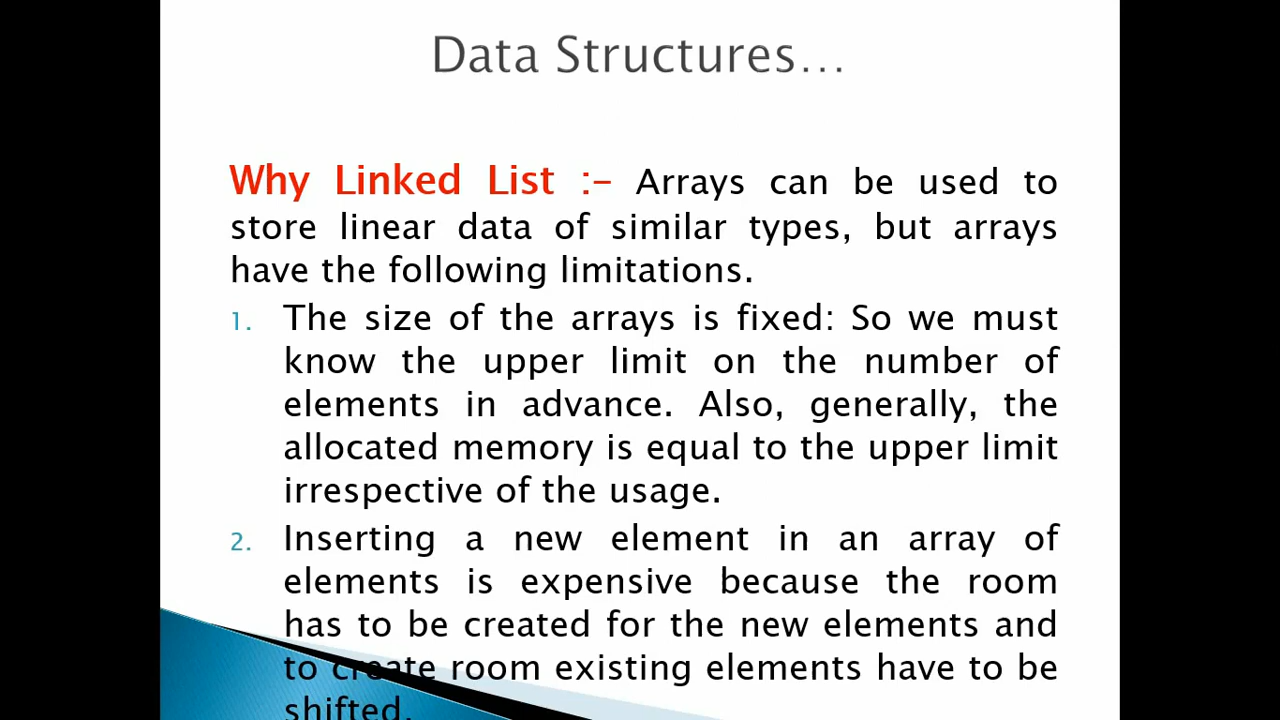 Data Structures...
Why Linked List :- Arrays can be used to
store linear data of similar types, but arrays
have the following limitations.
1. The size of the arrays is fixed: So we must
know the upper limit on the number of
elements in advance. Also, generally, the
allocated memory is equal to the upper limit
irrespective of the usage.
2. Inserting a new element in an array of
elements is expensive because the room
has to be created for the new elements and
to create room existing elements have to be
shifted.